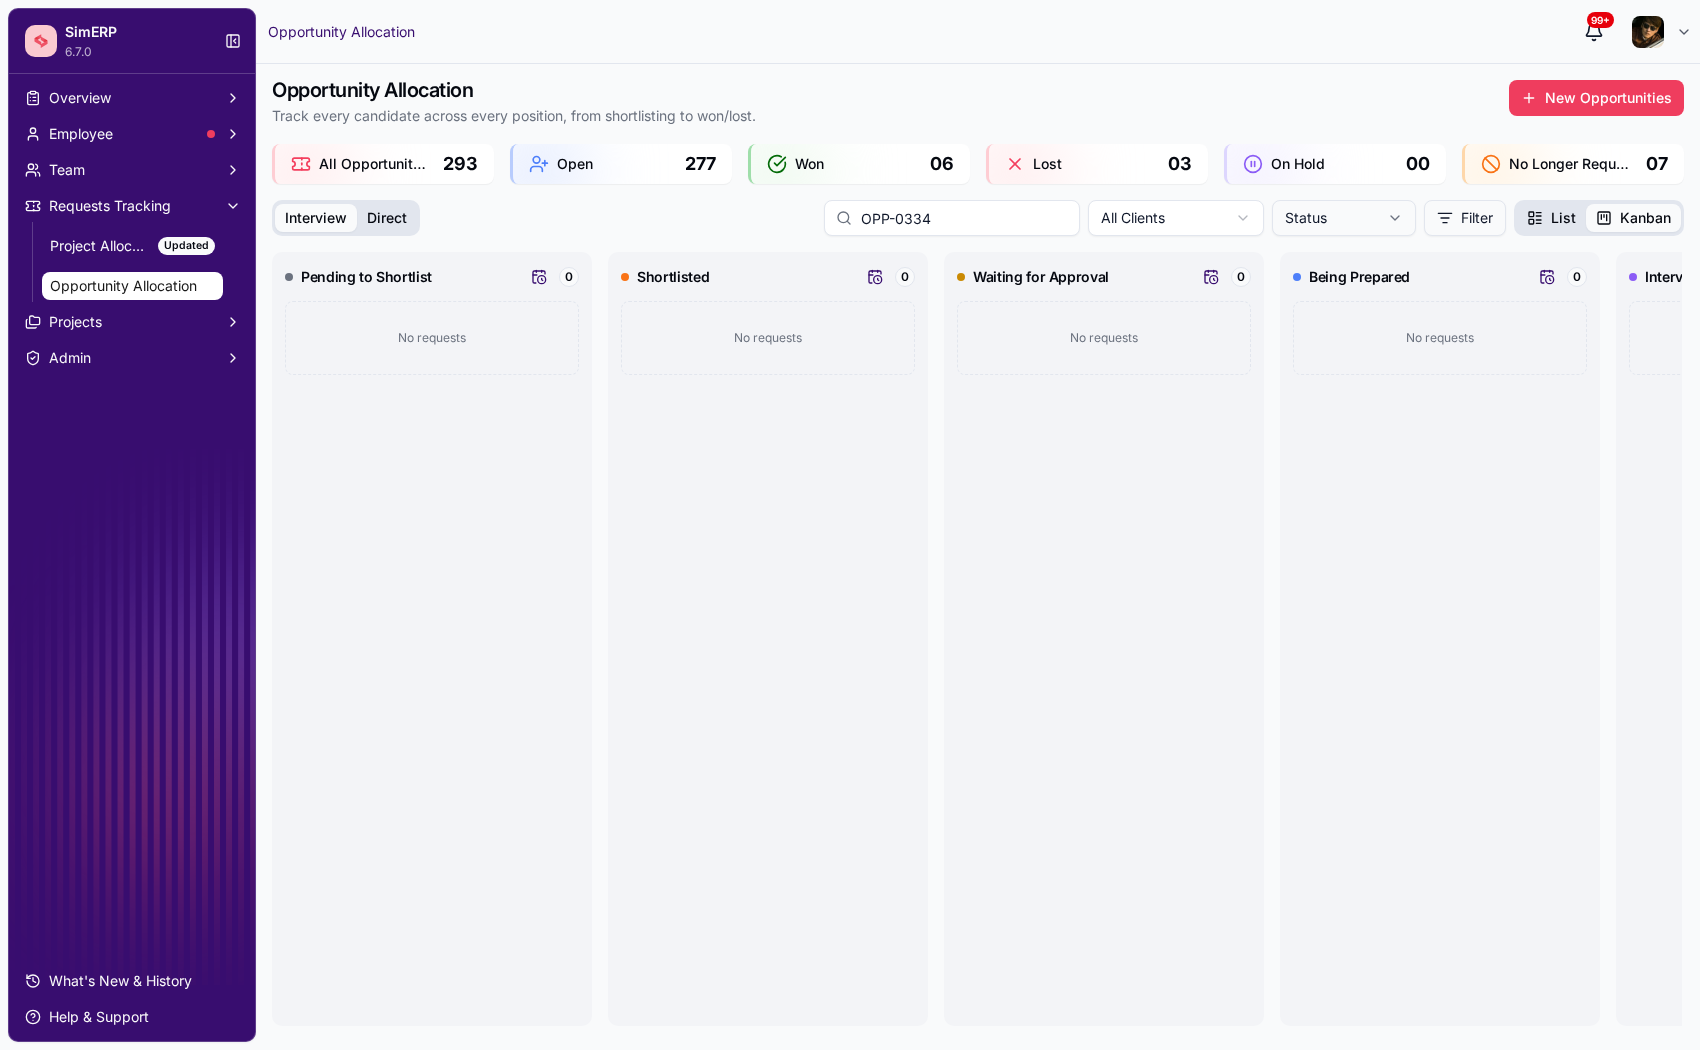 SimERP
6.7.0
Overview
Employee
Team
Requests Tracking
Project Alloc...
Updated
Opportunity Allocation
Projects
Admin
What's New & History
Help & Support
Opportunity Allocation
99+
Opportunity Allocation
Track every candidate across every position, from shortlisting to won/lost.
New Opportunities
All Opportunit... 293
Open 277
Won 06
Lost 03
On Hold 00
No Longer Requ... 07
Interview Direct
OPP-0334
All Clients
Status
Filter
List
Kanban
Pending to Shortlist 0
No requests
Shortlisted 0
No requests
Waiting for Approval 0
No requests
Being Prepared 0
No requests
Interv